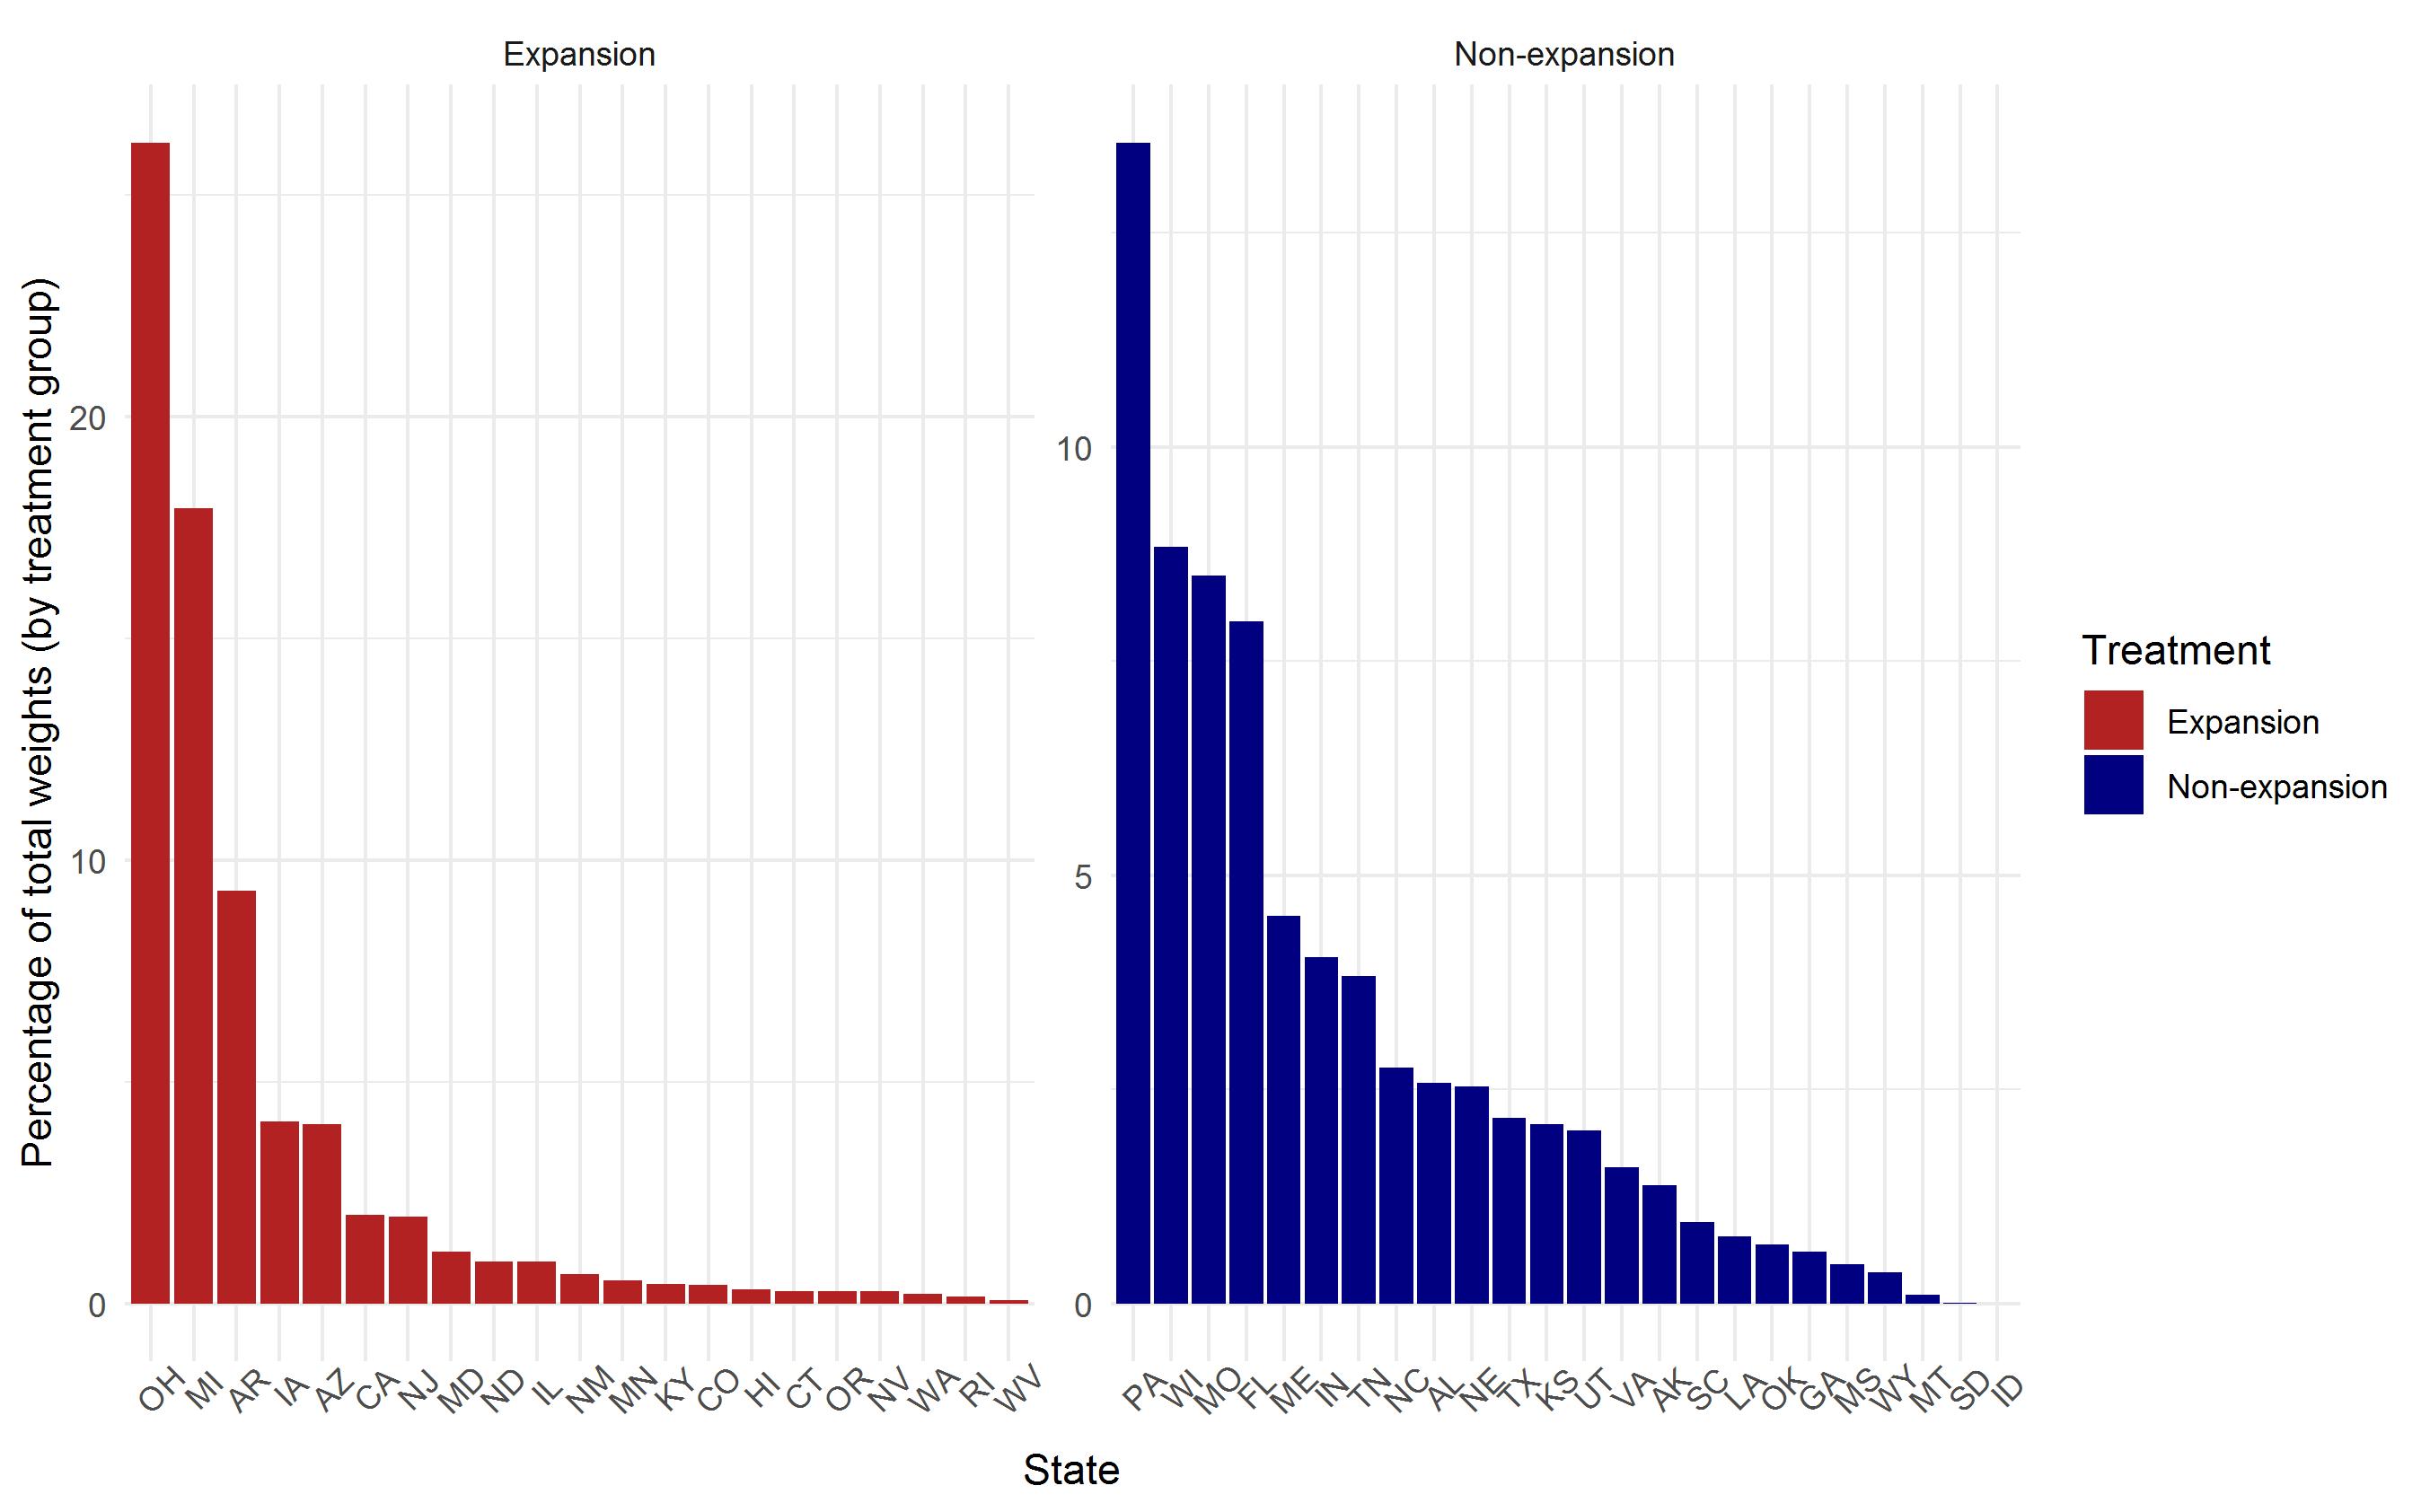 Expansion
Non-expansion
Percentage of total weights (by treatment group)
20
10
0
10
5
0
OH MI AR IA AZ CA NJ MD ND IL NM MN KY CO HI CT OR NV WA RI WV
PA WI MO FL ME IN TN NC AL NE TX KS UT VA AK SC LA OK GA MS WY MT SD ID
State
Treatment
Expansion
Non-expansion